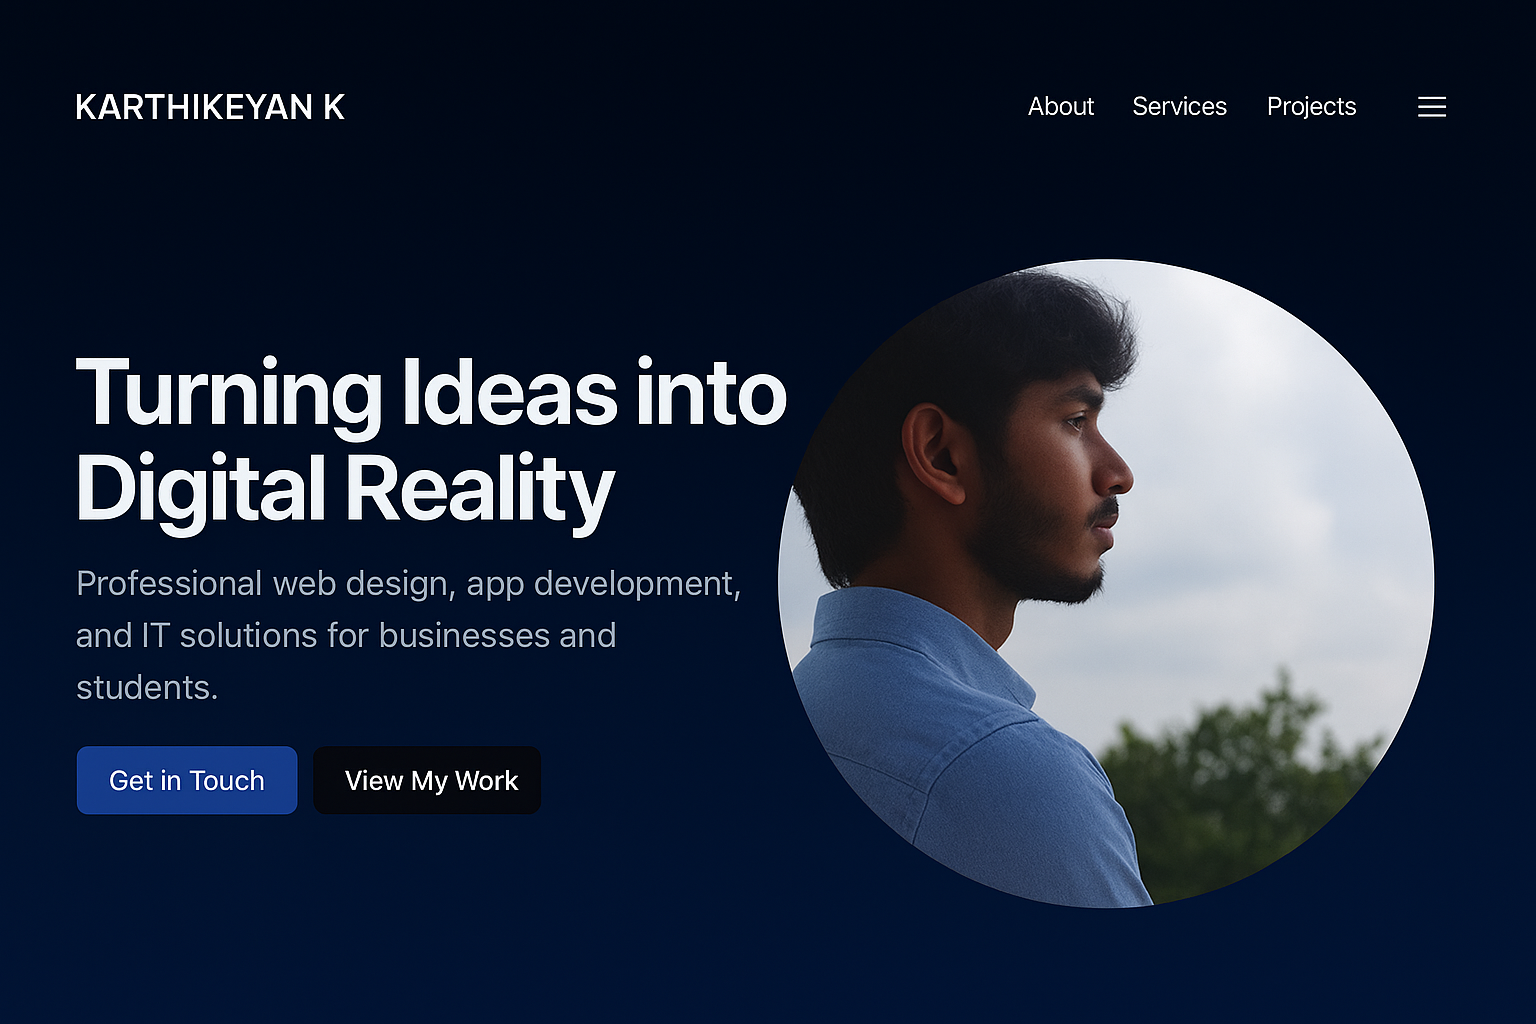 KARTHIKEYAN K
About Services Projects
Turning Ideas into
Digital Reality
Professional web design, app development,
and IT solutions for businesses and
students.
Get in Touch View My Work